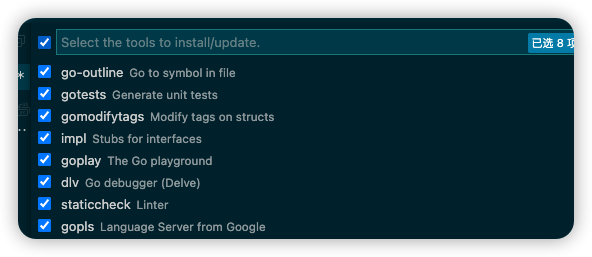 Select the tools to install/update. 已选 8 项
go-outline Go to symbol in file
gotests Generate unit tests
gomodifytags Modify tags on structs
impl Stubs for interfaces
goplay The Go playground
dlv Go debugger (Delve)
staticcheck Linter
gopls Language Server from Google